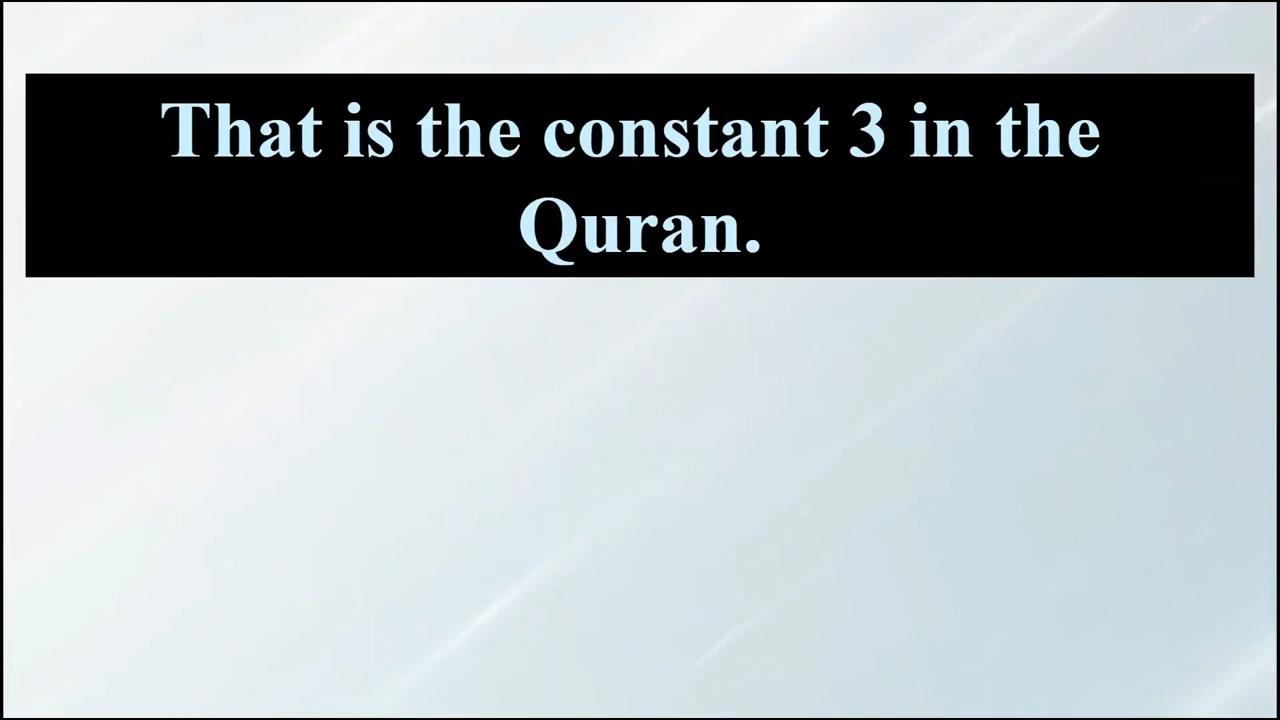 That is the constant 3 in the
Quran.